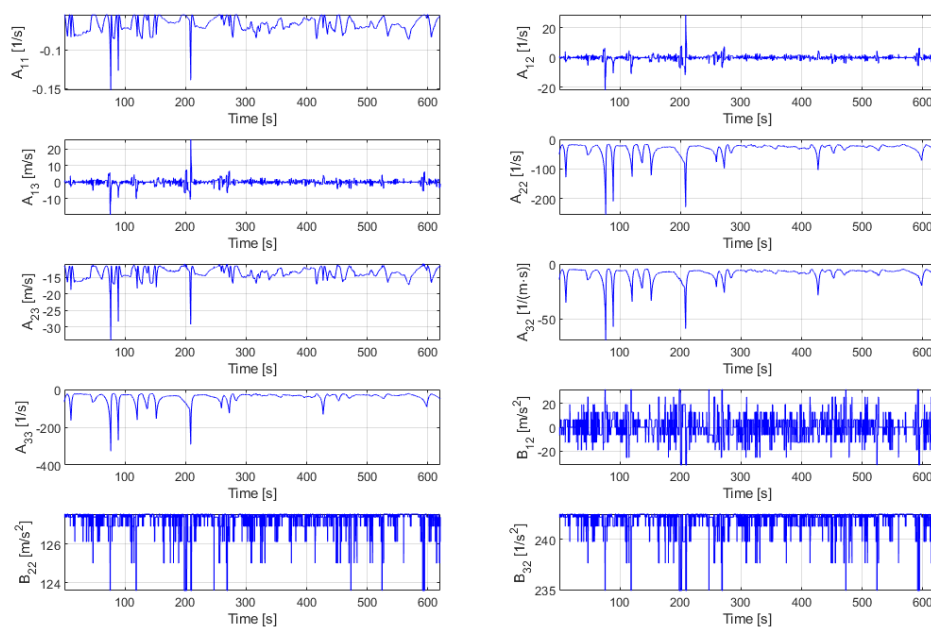 A11 [1/s]
-0.1
-0.15
100 200 300 400 500 600
Time [s]
A12 [1/s]
20
0
-20
100 200 300 400 500 600
Time [s]
A13 [m/s]
20
10
0
-10
100 200 300 400 500 600
Time [s]
A22 [1/s]
0
-100
-200
100 200 300 400 500 600
Time [s]
A23 [m/s]
-15
-20
-25
-30
100 200 300 400 500 600
Time [s]
A32 [1/(m·s)]
0
-50
100 200 300 400 500 600
Time [s]
A33 [1/s]
0
-200
-400
100 200 300 400 500 600
Time [s]
B12 [m/s²]
20
0
-20
100 200 300 400 500 600
Time [s]
B22 [m/s²]
126
124
100 200 300 400 500 600
Time [s]
B32 [1/s²]
240
235
100 200 300 400 500 600
Time [s]